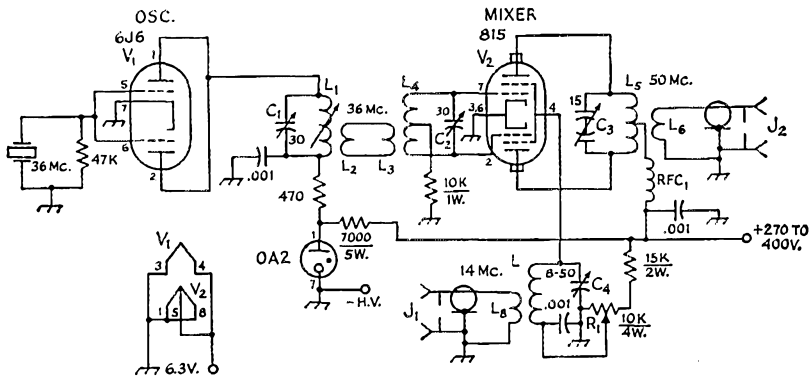 OSC.
6J6
V1
1
5
7
6
2
36 MC.
47K
C1
30
.001
L1
36 MC.
L2
L3
L4
470
7000
5W.
1
OA2
7
-H.V.
MIXER
815
V2
7
3,6
4
2
30
C2
10K
1W.
15
C3
L5
50 MC.
L6
J2
RFC1
.001
+270 TO
400V.
15K
2W.
14 MC.
J1
L8
L
8-50
C4
.001
R1
10K
4W.
V1
3
4
V2
1
5
8
6.3V.